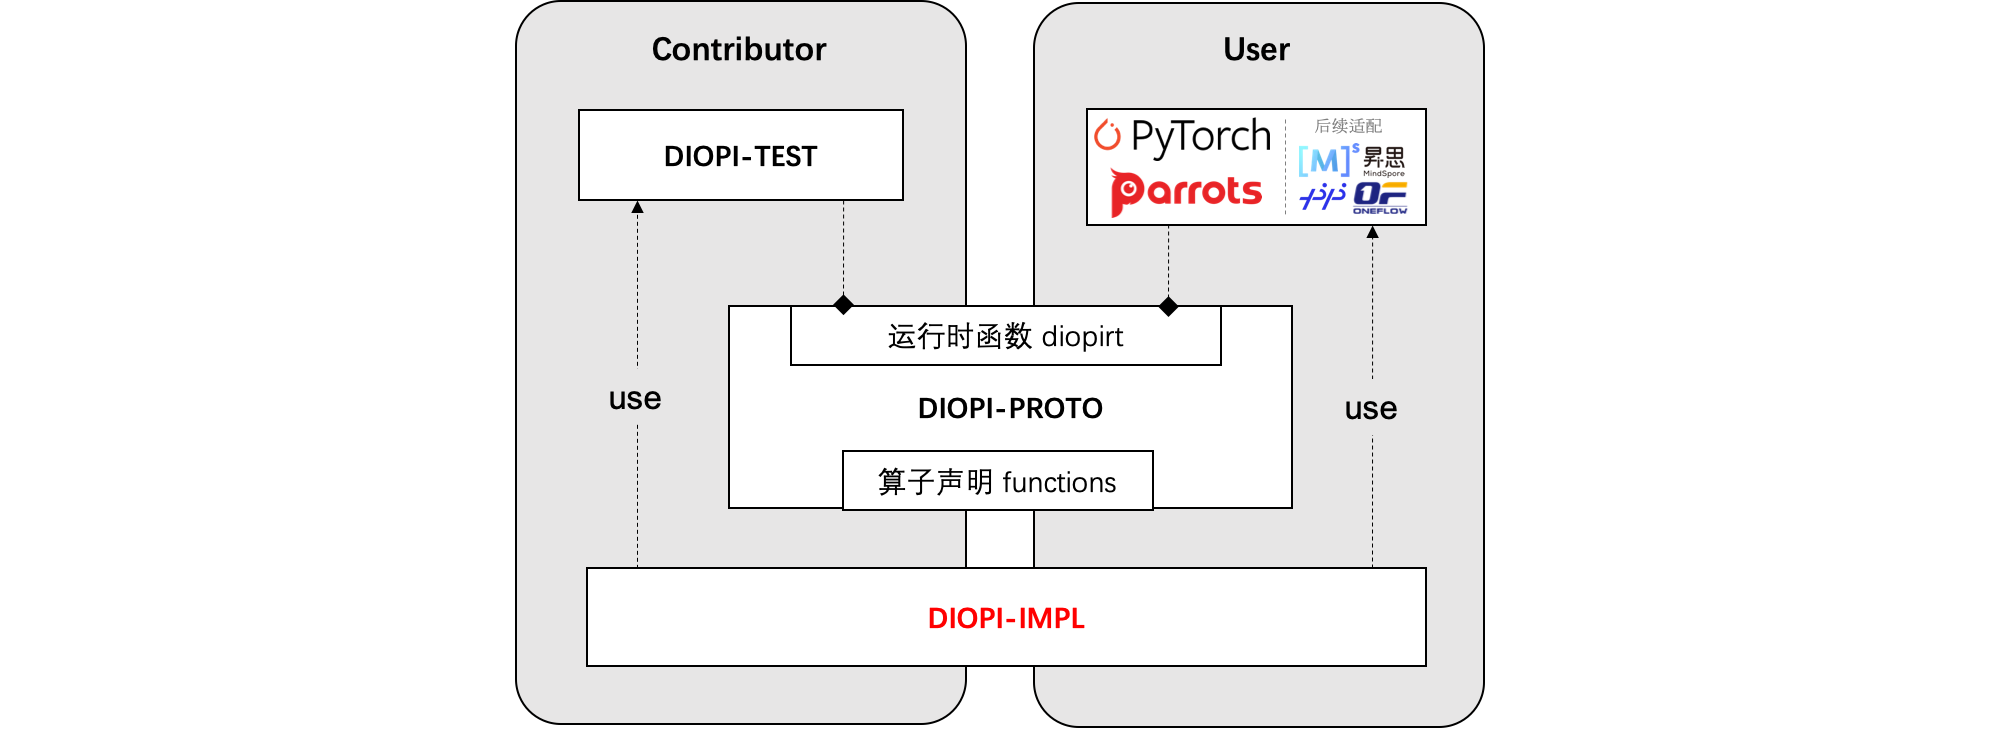 Contributor
User
DIOPI-TEST
PyTorch
Parrots
后续适配
[M]s 昇思
MindSpore
OF
ONEFLOW
运行时函数 diopirt
DIOPI-PROTO
use
use
算子声明 functions
DIOPI-IMPL